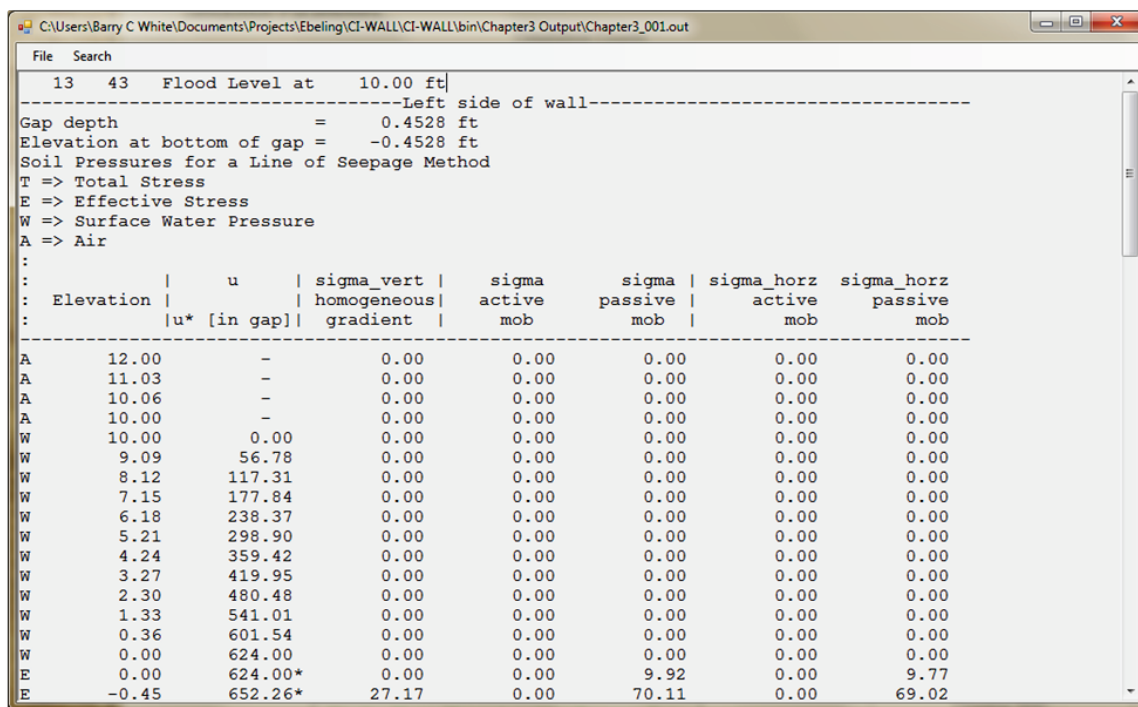 C:\Users\Barry C White\Documents\Projects\Ebeling\CI-WALL\CI-WALL\bin\Chapter3 Output\Chapter3_001.out
File Search
13 43 Flood Level at 10.00 ft
-----------------------------------Left side of wall-----------------------------------
Gap depth = 0.4528 ft
Elevation at bottom of gap = -0.4528 ft
Soil Pressures for a Line of Seepage Method
T => Total Stress
E => Effective Stress
W => Surface Water Pressure
A => Air
:
: | u | sigma_vert | sigma sigma | sigma_horz sigma_horz
: Elevation | | homogeneous| active passive | active passive
: |u* [in gap]| gradient | mob mob | mob mob
---------------------------------------------------------------------------------------
A 12.00 - 0.00 0.00 0.00 0.00 0.00
A 11.03 - 0.00 0.00 0.00 0.00 0.00
A 10.06 - 0.00 0.00 0.00 0.00 0.00
A 10.00 - 0.00 0.00 0.00 0.00 0.00
W 10.00 0.00 0.00 0.00 0.00 0.00 0.00
W 9.09 56.78 0.00 0.00 0.00 0.00 0.00
W 8.12 117.31 0.00 0.00 0.00 0.00 0.00
W 7.15 177.84 0.00 0.00 0.00 0.00 0.00
W 6.18 238.37 0.00 0.00 0.00 0.00 0.00
W 5.21 298.90 0.00 0.00 0.00 0.00 0.00
W 4.24 359.42 0.00 0.00 0.00 0.00 0.00
W 3.27 419.95 0.00 0.00 0.00 0.00 0.00
W 2.30 480.48 0.00 0.00 0.00 0.00 0.00
W 1.33 541.01 0.00 0.00 0.00 0.00 0.00
W 0.36 601.54 0.00 0.00 0.00 0.00 0.00
W 0.00 624.00 0.00 0.00 0.00 0.00 0.00
E 0.00 624.00* 0.00 0.00 9.92 0.00 9.77
E -0.45 652.26* 27.17 0.00 70.11 0.00 69.02